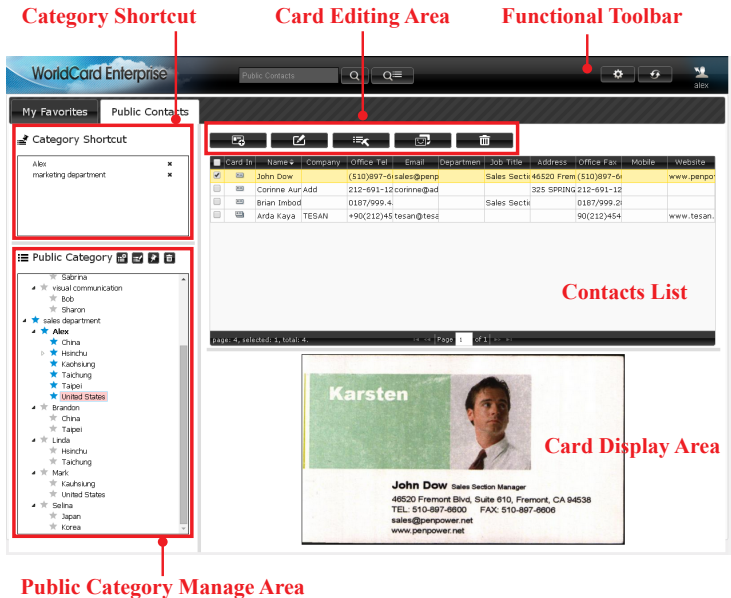 Category Shortcut
Card Editing Area
Functional Toolbar
WorldCard Enterprise
Public Contacts
alex
My Favorites
Public Contacts
Category Shortcut
Alex
marketing department
Card In Name Company Office Tel Email Departmen Job Title Address Office Fax Mobile Website
John Dow (510)897-6 sales@penp Sales Secti 46520 Frem (510)897-6 www.penpo
Corinne Aur Add 212-691-12 corinne@ad 325 SPRING 212-691-12
Brian Imbod 0187/999.4 Sales Secti 0187/999.2
Arda Kaya TESAN +90(212)45 tesan@tesa 90(212)454 www.tesan.
Contacts List
page: 4, selected: 1, total: 4.
Page 1 of 1
Public Category
Sabrina
visual communication
Bob
Sharon
sales department
Alex
China
Hsinchu
Kaohsiung
Taichung
Taipei
United States
Brandon
China
Taipei
Linda
Hsinchu
Taichung
Mark
Kauhsiung
United States
Selina
Japan
Korea
Karsten
Card Display Area
John Dow Sales Section Manager
46520 Fremont Blvd, Suite 610, Fremont, CA 94538
TEL: 510-897-6600 FAX: 510-897-6606
sales@penpower.net
www.penpower.net
Public Category Manage Area